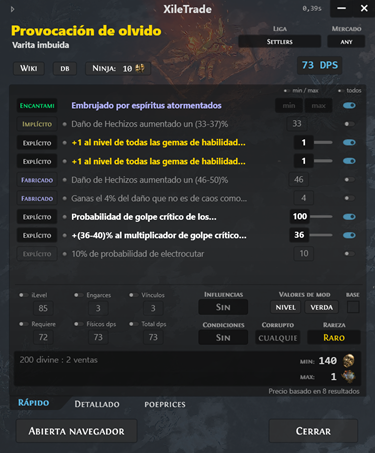 XileTrade
0,39s
Provocación de olvido
Varita imbuida
Liga
Settlers
Mercado
any
Wiki
db
Ninja: 10
73 DPS
min / max
todos
Encantami
Embrujado por espíritus atormentados
min
max
Implícito
Daño de Hechizos aumentado un (33-37)%
33
Explícito
+1 al nivel de todas las gemas de habilidad...
1
Explícito
+1 al nivel de todas las gemas de habilidad...
1
Fabricado
Daño de Hechizos aumentado un (46-50)%
46
Fabricado
Ganas el 4% del daño que no es de caos como...
4
Explícito
Probabilidad de golpe crítico de los...
100
Explícito
+(36-40)% al multiplicador de golpe crítico...
36
Explícito
10% de probabilidad de electrocutar
10
iLevel
Engarces
Vínculos
Influencias
Valores de mod
base
85
3
3
Sin
nivel
verda
Requiere
Físicos dps
Total dps
Condiciones
Corrupto
Rareza
72
73
73
Sin
cualquie
Raro
200 divine : 2 ventas
min: 140
max: 1
Precio basado en 8 resultados
Rápido
Detallado
poeprices
Abierta navegador
Cerrar